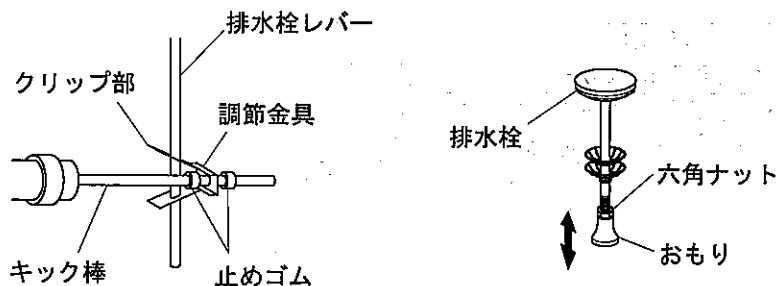 排水栓レバー
クリップ部
調節金具
キック棒
止めゴム
排水栓
六角ナット
おもり